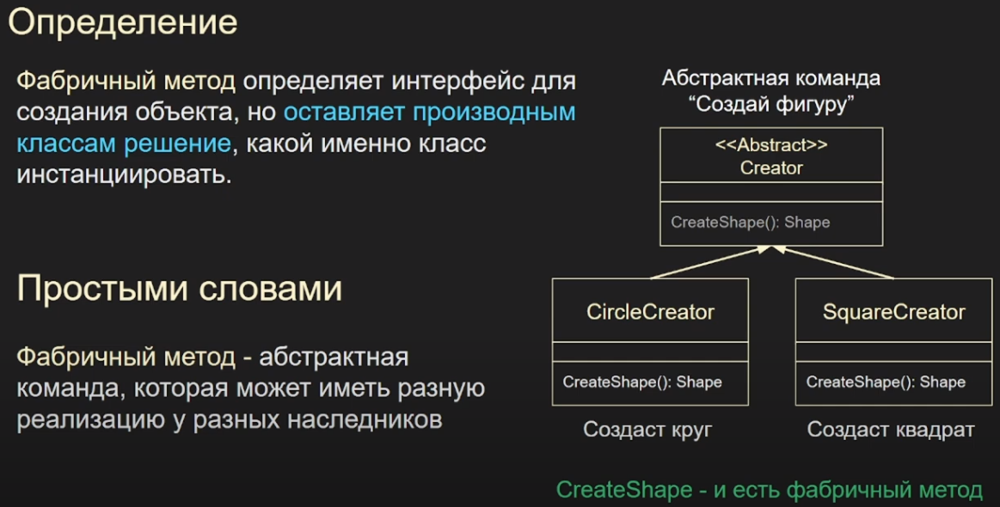 Определение
Фабричный метод определяет интерфейс для
создания объекта, но оставляет производным
классам решение, какой именно класс
инстанциировать.
Простыми словами
Фабричный метод - абстрактная
команда, которая может иметь разную
реализацию у разных наследников
Абстрактная команда
“Создай фигуру”
<<Abstract>>
Creator
CreateShape(): Shape
CircleCreator
CreateShape(): Shape
Создаст круг
SquareCreator
CreateShape(): Shape
Создаст квадрат
CreateShape - и есть фабричный метод